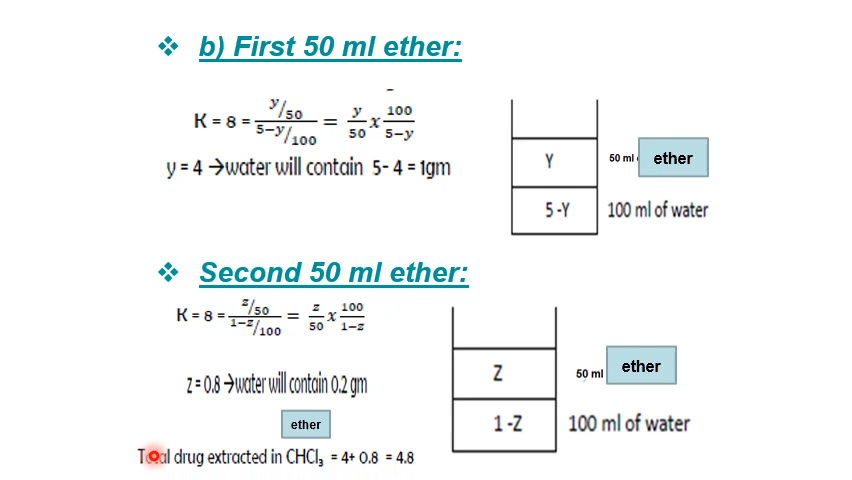 ❖ b) First 50 ml ether:
K = 8 = y/50 / 5−y/100 = y/50 x 100/5−y
y = 4 →water will contain 5- 4 = 1gm
Y
50 ml
ether
5 -Y
100 ml of water
❖ Second 50 ml ether:
K = 8 = z/50 / 1−z/100 = z/50 x 100/1−z
z = 0.8 →water will contain 0.2 gm
Z
50 ml
ether
1 -Z
100 ml of water
ether
Total drug extracted in CHCl₃ = 4+ 0.8 = 4.8